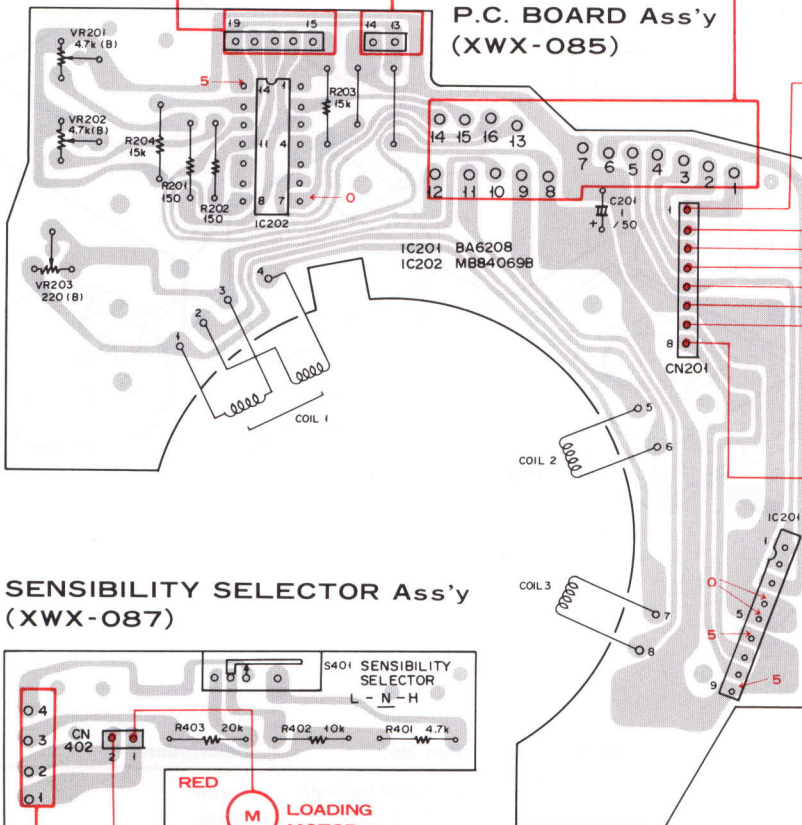 P.C. BOARD Ass'y
(XWX-085)
19 15
14 13
VR201
4.7k (B)
5
14 1
R203
15k
VR202
4.7k(B)
R204
15k
11 4
R201
150
R202
150
8 7
0
IC202
14 15 16 13
12 11 10 9 8
7 6 5 4 3 2 1
C201
1
/50
+
IC201 BA6208
IC202 MB84069B
VR203
220 (B)
4
3
2
1
COIL 1
1
8
CN201
5
COIL 2
6
IC201
1
0
5
5
9
5
COIL 3
7
8
SENSIBILITY SELECTOR Ass'y
(XWX-087)
S401 SENSIBILITY
SELECTOR
L - N - H
4
3
2
1
CN
402
2 1
R403 20k
R402 10k
R401 4.7k
RED
M
LOADING
MOTOR